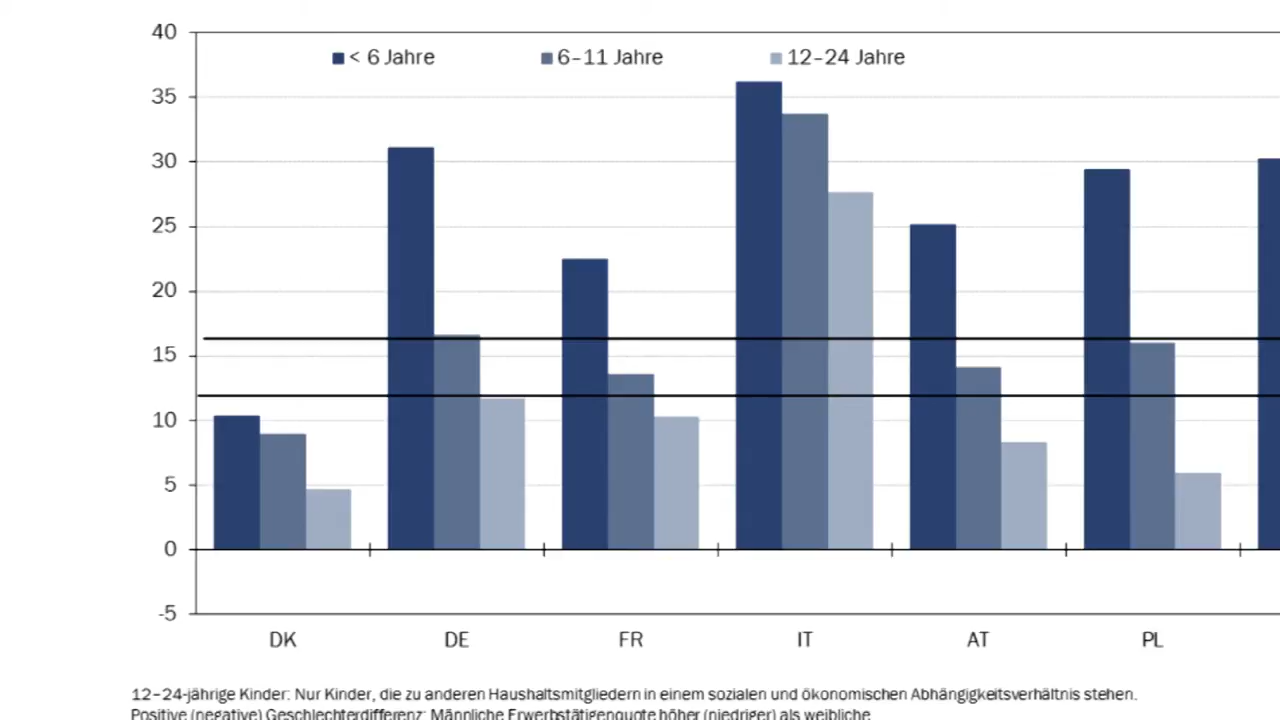 40
< 6 Jahre 6–11 Jahre 12–24 Jahre
35
30
25
20
15
10
5
0
-5
DK DE FR IT AT PL
12–24-jährige Kinder: Nur Kinder, die zu anderen Haushaltsmitgliedern in einem sozialen und ökonomischen Abhängigkeitsverhältnis stehen.
Positive (negative) Geschlechterdifferenz: Männliche Erwerbstätigenquote höher (niedriger) als weibliche